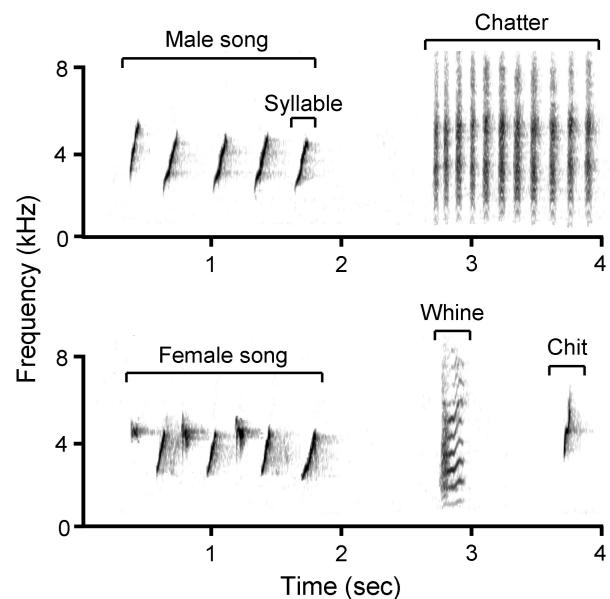 Male song
Chatter
Syllable
8
4
0
1
2
3
4
Frequency (kHz)
Female song
Whine
Chit
8
4
0
1
2
3
4
Time (sec)